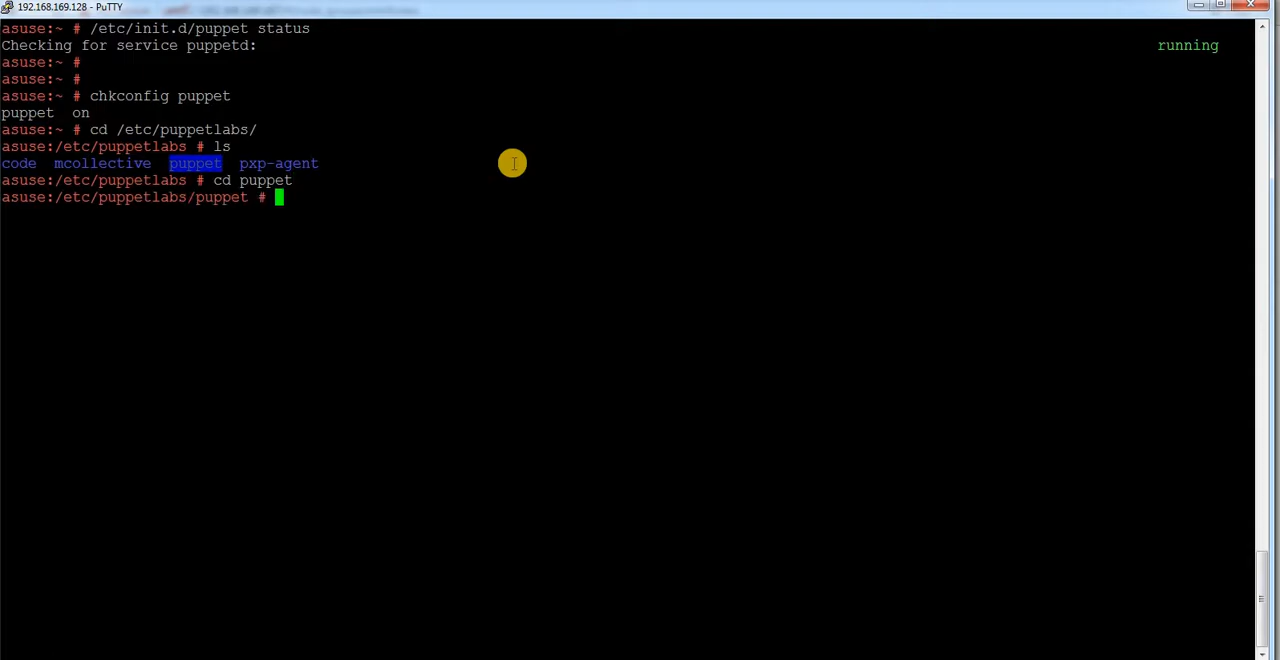 192.168.169.128 - PuTTY
asuse:~ # /etc/init.d/puppet status
Checking for service puppetd: running
asuse:~ #
asuse:~ #
asuse:~ # chkconfig puppet
puppet  on
asuse:~ # cd /etc/puppetlabs/
asuse:/etc/puppetlabs # ls
code  mcollective  puppet  pxp-agent
asuse:/etc/puppetlabs # cd puppet
asuse:/etc/puppetlabs/puppet #